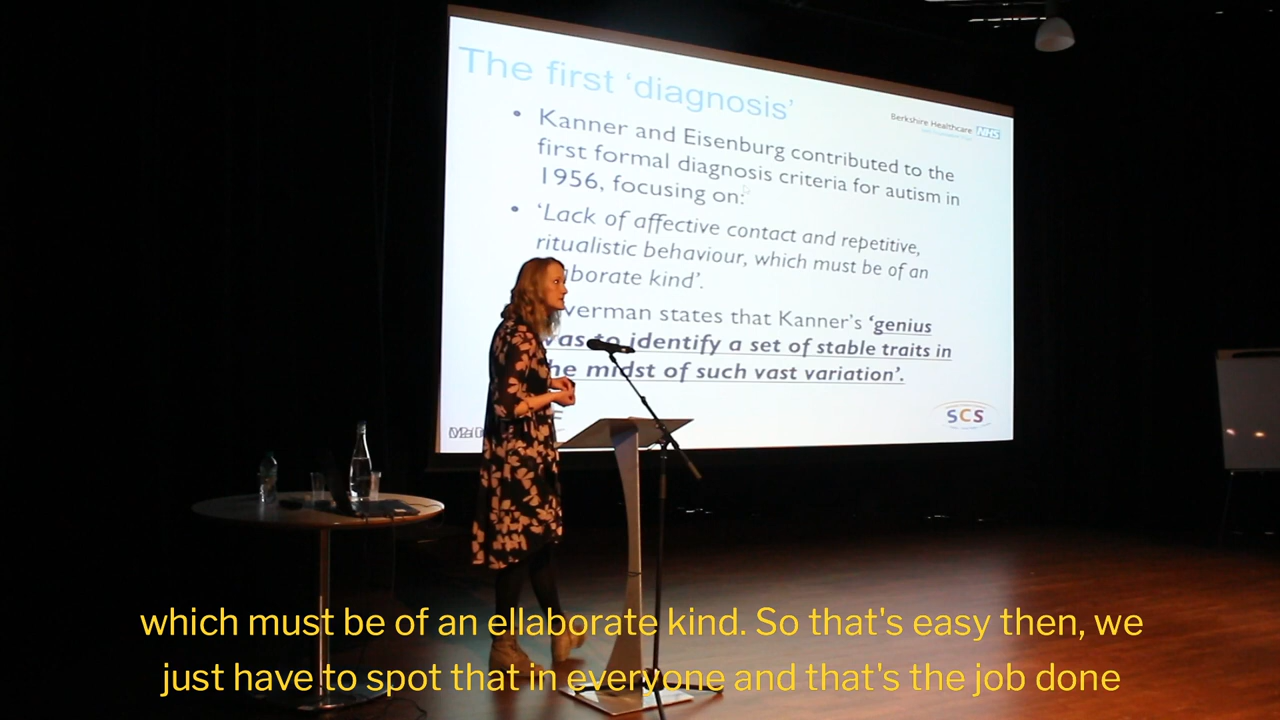 The first ‘diagnosis’
Berkshire Healthcare NHS
• Kanner and Eisenburg contributed to the
first formal diagnosis criteria for autism in
1956, focusing on:
• ‘Lack of affective contact and repetitive,
ritualistic behaviour, which must be of an
aborate kind’.
verman states that Kanner’s ‘genius
was to identify a set of stable traits in
he midst of such vast variation’.
SCS
which must be of an ellaborate kind. So that's easy then, we
just have to spot that in everyone and that's the job done